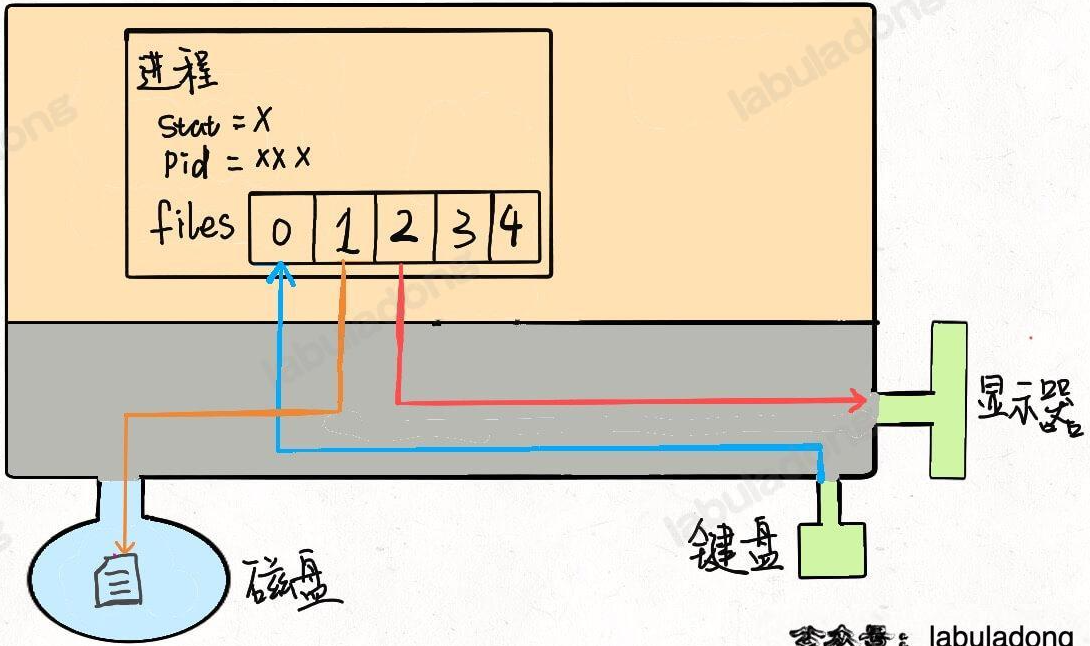 进程
Stat = X
Pid = XXX
files 0 1 2 3 4
显示器
键盘
磁盘
公众号：labuladong
labuladong
labuladong
labuladong
ong